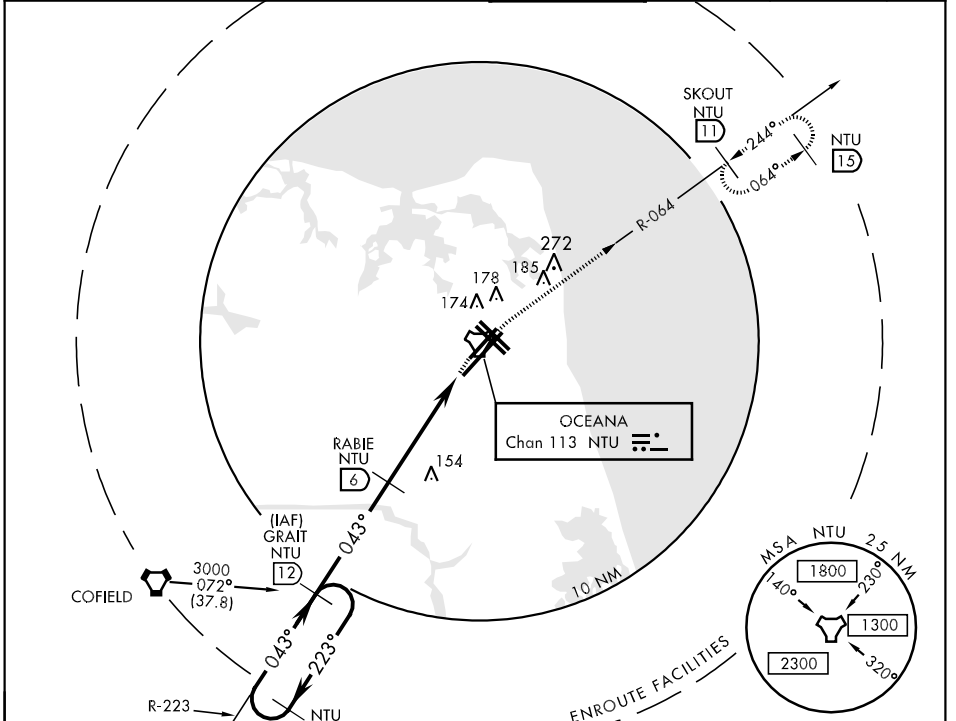 SKOUT
NTU
11
244°
064°
NTU
15
R-064
272
185
178
174
OCEANA
Chan 113 NTU
RABIE
NTU
6
154
043°
(IAF)
GRAIT
NTU
12
3000
072°
(37.8)
COFIELD
10 NM
043°
223°
R-223
NTU
ENROUTE FACILITIES
MSA NTU 25 NM
1800
140°
230°
1300
2300
320°